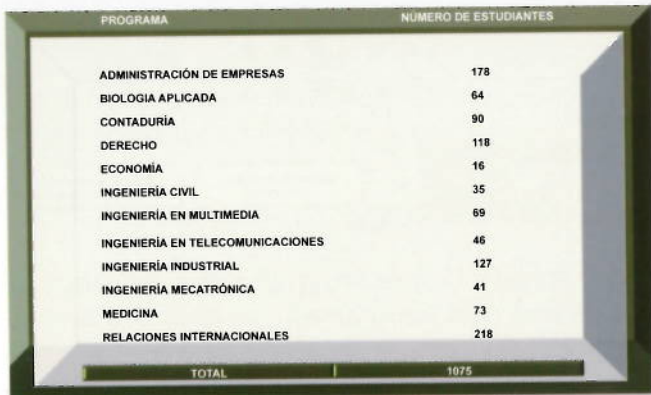 PROGRAMA NÚMERO DE ESTUDIANTES
ADMINISTRACIÓN DE EMPRESAS 178
BIOLOGIA APLICADA 64
CONTADURÍA 90
DERECHO 118
ECONOMÍA 16
INGENIERÍA CIVIL 35
INGENIERÍA EN MULTIMEDIA 69
INGENIERÍA EN TELECOMUNICACIONES 46
INGENIERÍA INDUSTRIAL 127
INGENIERÍA MECATRÓNICA 41
MEDICINA 73
RELACIONES INTERNACIONALES 218
TOTAL 1075